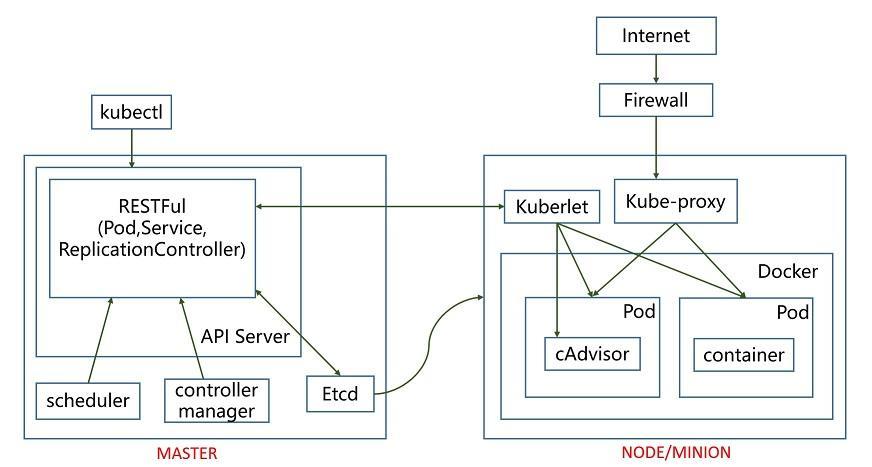 Internet
Firewall
kubectl
RESTFul
(Pod,Service,
ReplicationController)
API Server
scheduler
controller
manager
Etcd
MASTER
Kuberlet
Kube-proxy
Docker
Pod
cAdvisor
Pod
container
NODE/MINION